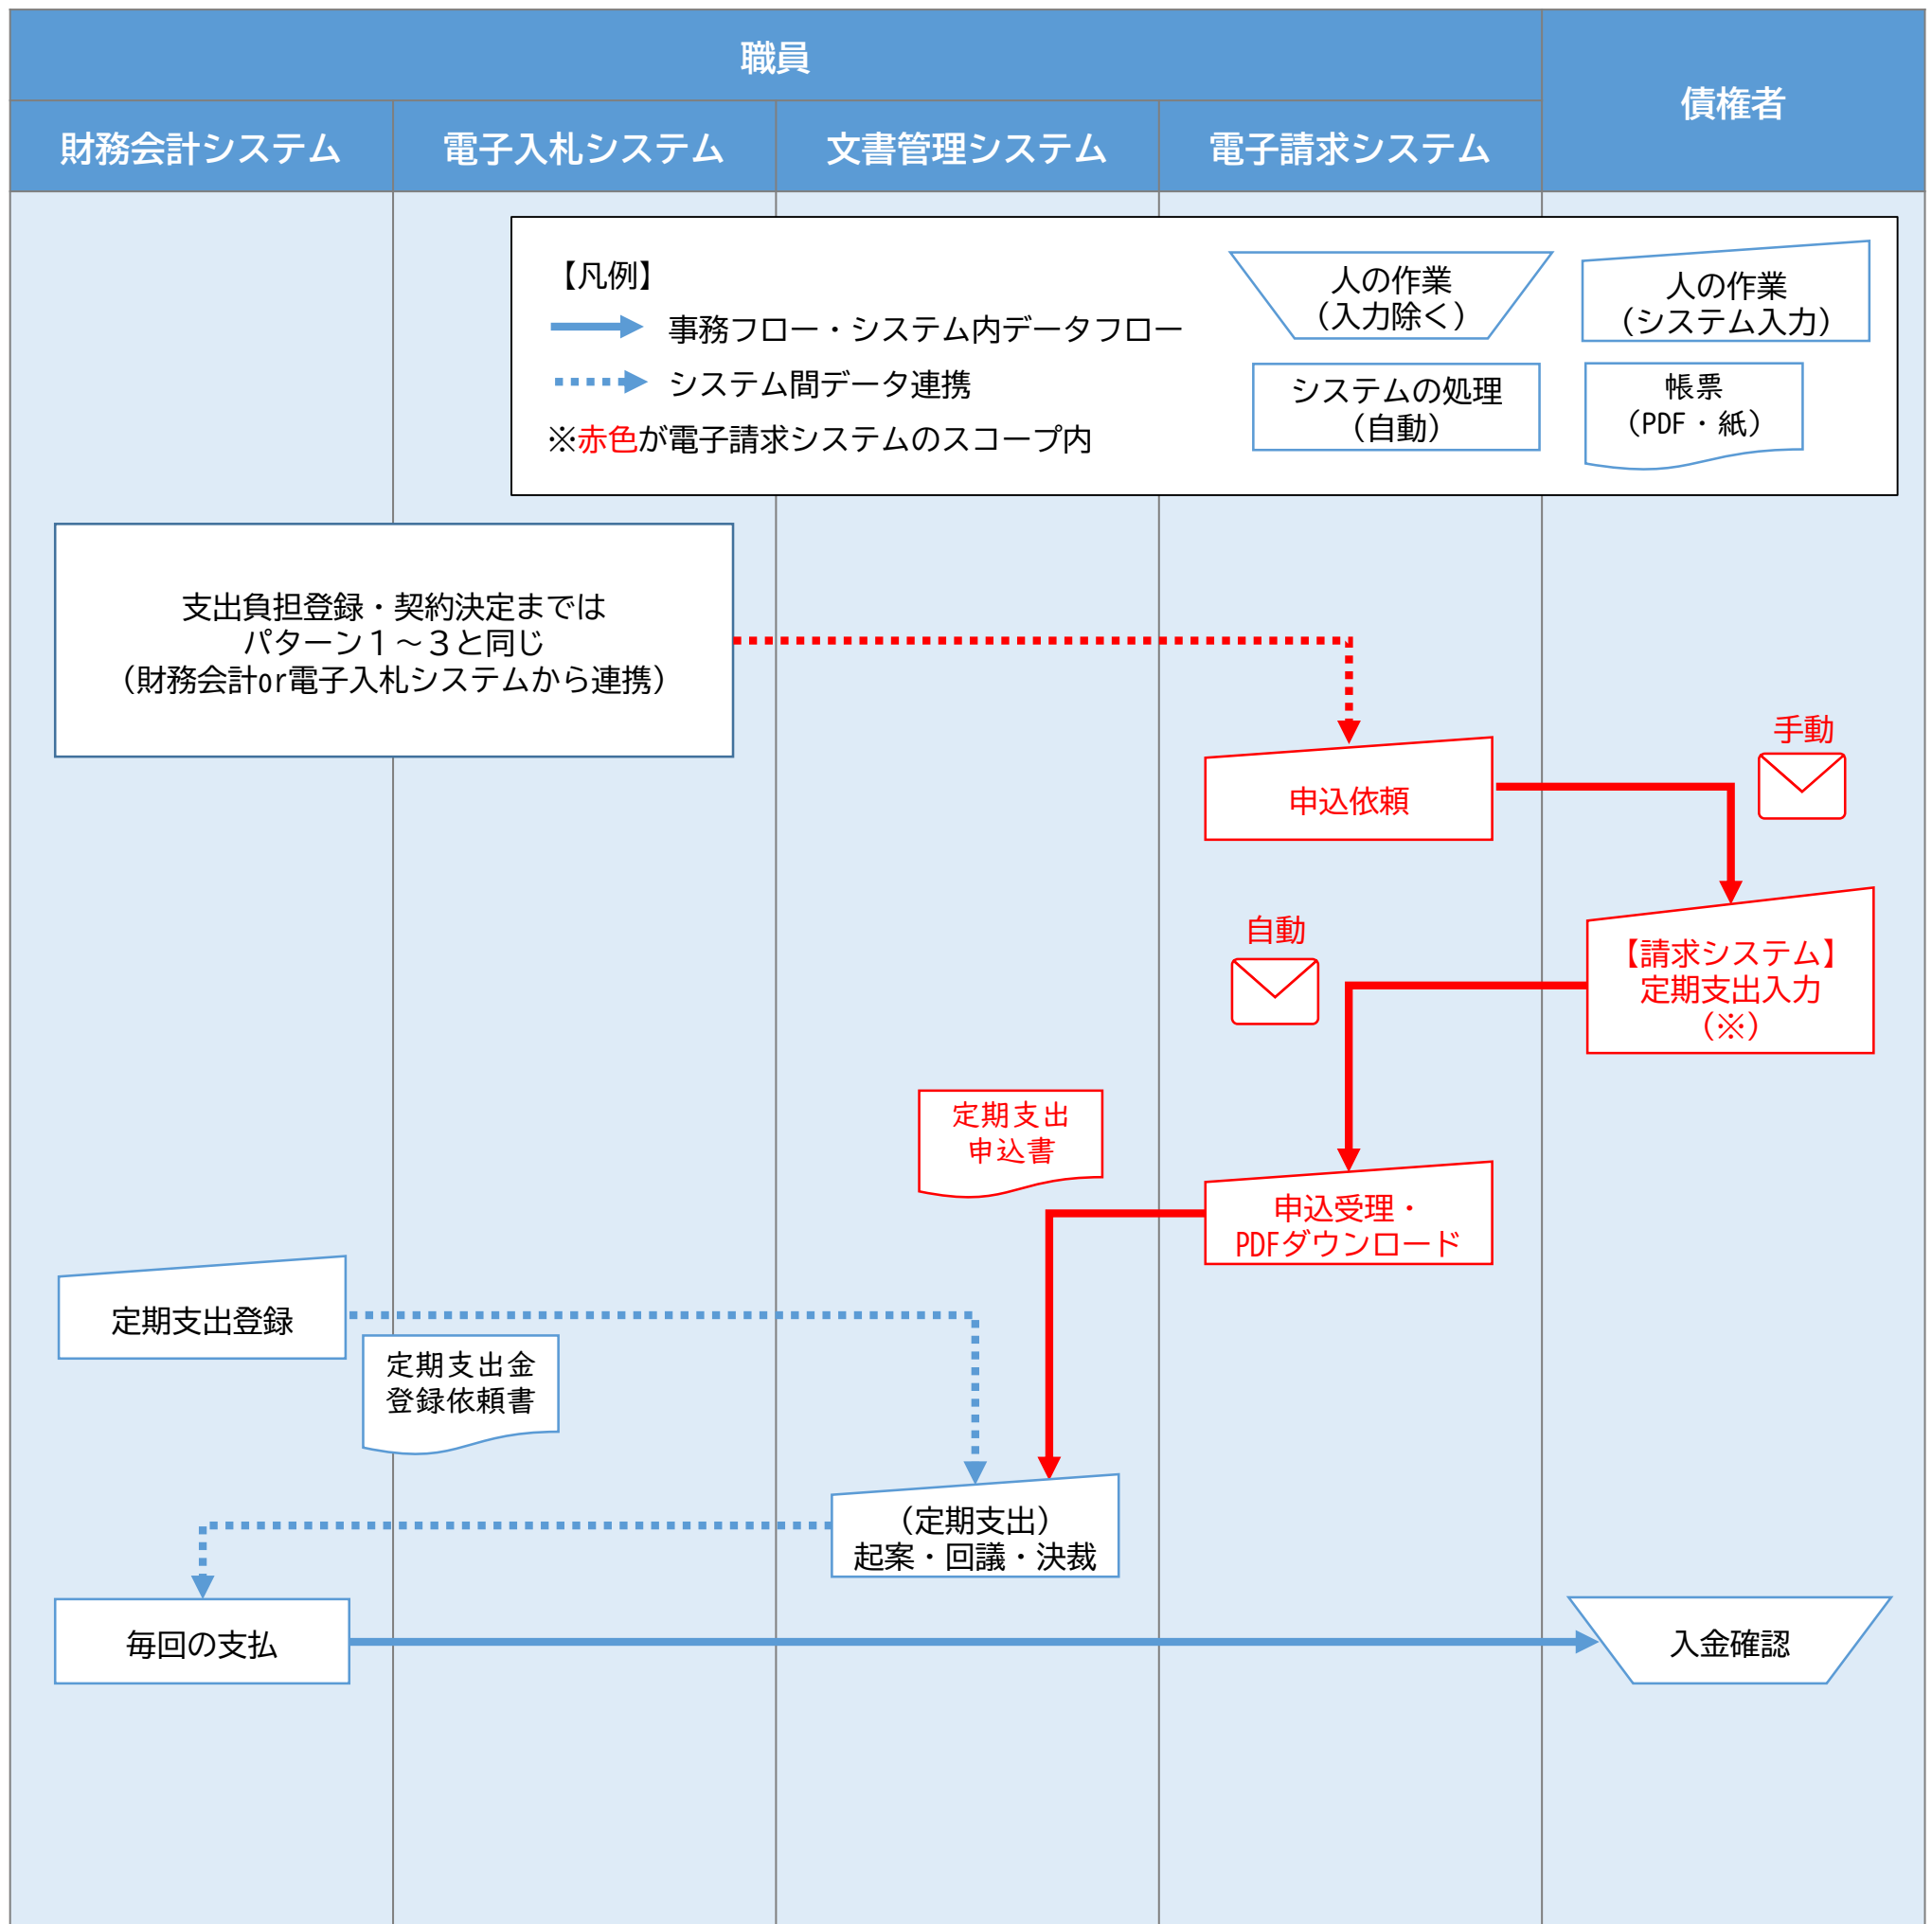 職員
債権者
財務会計システム
電子入札システム
文書管理システム
電子請求システム
【凡例】
事務フロー・システム内データフロー
システム間データ連携
※赤色が電子請求システムのスコープ内
人の作業
（入力除く）
人の作業
（システム入力）
システムの処理
（自動）
帳票
（PDF・紙）
支出負担登録・契約決定までは
パターン１～３と同じ
（財務会計or電子入札システムから連携）
手動
申込依頼
自動
【請求システム】
定期支出入力
（※）
定期支出
申込書
申込受理・
PDFダウンロード
定期支出登録
定期支出金
登録依頼書
（定期支出）
起案・回議・決裁
毎回の支払
入金確認